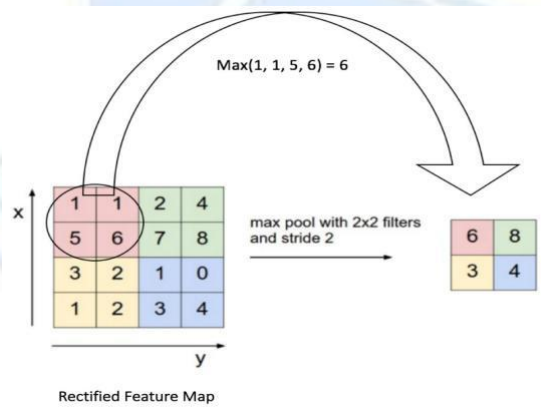 Max(1, 1, 5, 6) = 6
x
1 1 2 4
5 6 7 8
3 2 1 0
1 2 3 4
y
max pool with 2x2 filters
and stride 2
6 8
3 4
Rectified Feature Map